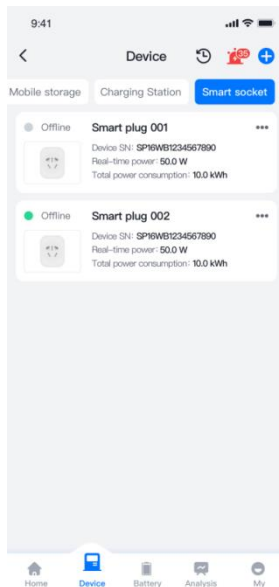 9:41
Device
35
Mobile storage
Charging Station
Smart socket
Offline
Smart plug 001
Device SN: SP16WB1234567890
Real-time power: 50.0 W
Total power consumption: 10.0 kWh
Offline
Smart plug 002
Device SN: SP16WB1234567890
Real-time power: 50.0 W
Total power consumption: 10.0 kWh
Home
Device
Battery
Analysis
My